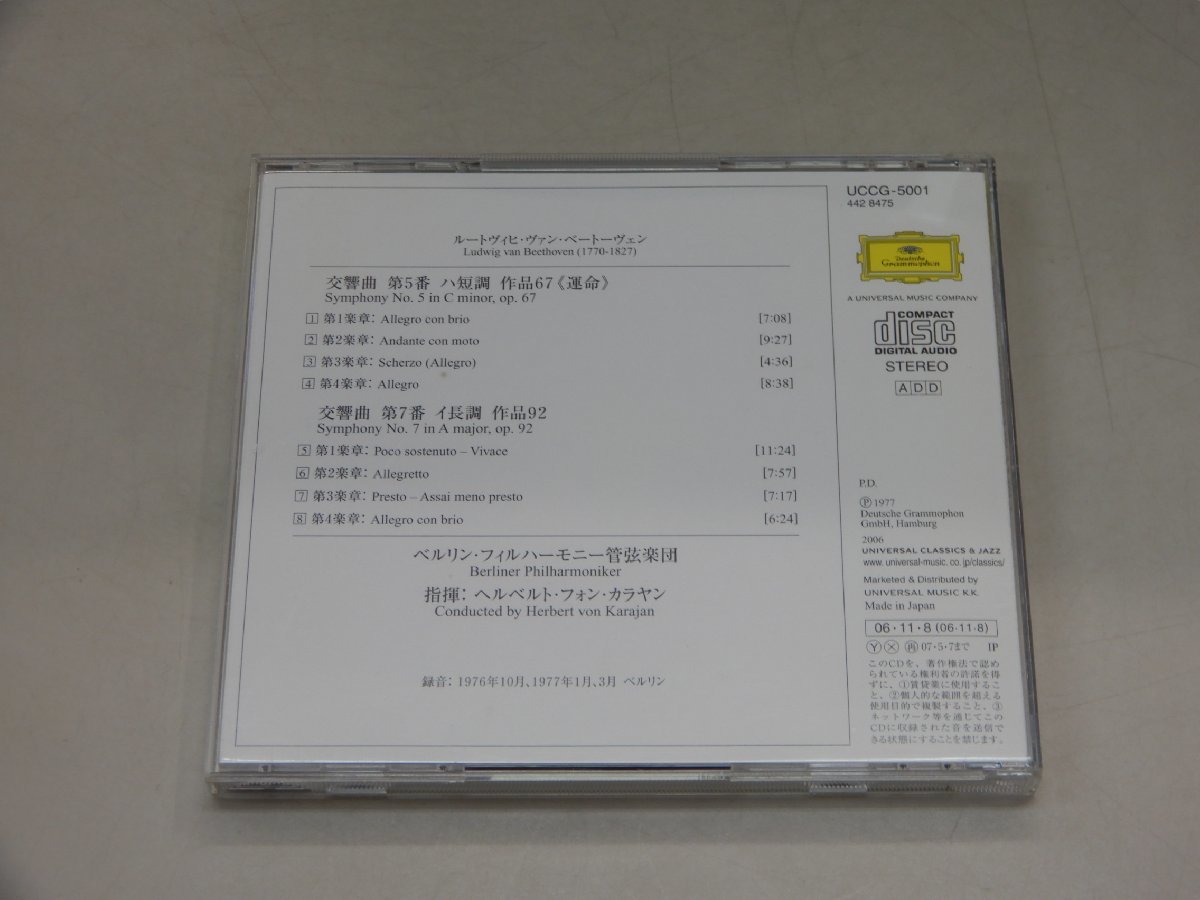 ルートヴィヒ・ヴァン・ベートーヴェン
Ludwig van Beethoven (1770-1827)
交響曲 第5番 ハ短調 作品67《運命》
Symphony No. 5 in C minor, op. 67
1 第1楽章: Allegro con brio [7:08]
2 第2楽章: Andante con moto [9:27]
3 第3楽章: Scherzo (Allegro) [4:36]
4 第4楽章: Allegro [8:38]
交響曲 第7番 イ長調 作品92
Symphony No. 7 in A major, op. 92
5 第1楽章: Poco sostenuto – Vivace [11:24]
6 第2楽章: Allegretto [7:57]
7 第3楽章: Presto – Assai meno presto [7:17]
8 第4楽章: Allegro con brio [6:24]
ベルリン・フィルハーモニー管弦楽団
Berliner Philharmoniker
指揮: ヘルベルト・フォン・カラヤン
Conducted by Herbert von Karajan
録音: 1976年10月、1977年1月、3月 ベルリン
UCCG-5001
442 8475
Deutsche
Grammophon
A UNIVERSAL MUSIC COMPANY
COMPACT
disc
DIGITAL AUDIO
STEREO
ADD
P.D.
Ⓟ 1977
Deutsche Grammophon
GmbH, Hamburg
2006
UNIVERSAL CLASSICS & JAZZ
www.universal-music.co.jp/classics/
Marketed & Distributed by
UNIVERSAL MUSIC K.K.
Made in Japan
06・11・8 (06・11・8)
Ⓨ Ⓧ ㊢ 07・5・7まで IP
このCDを、著作権法で認め
られている権利者の許諾を得
ずに、①賃貸業に使用するこ
と、②個人的な範囲を超える
使用目的で複製すること、③
ネットワーク等を通じてこの
CDに収録された音を送信で
きる状態にすることを禁じます。